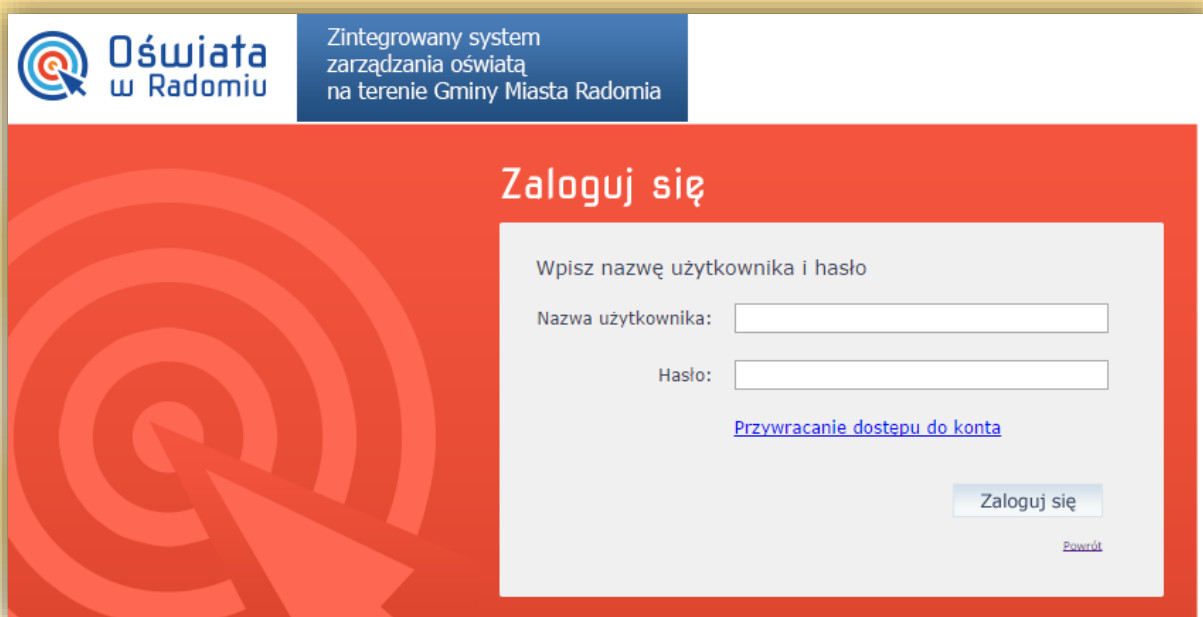 Oświata
w Radomiu
Zintegrowany system
zarządzania oświatą
na terenie Gminy Miasta Radomia
Zaloguj się
Wpisz nazwę użytkownika i hasło
Nazwa użytkownika:
Hasło:
Przywracanie dostępu do konta
Zaloguj się
Powrót